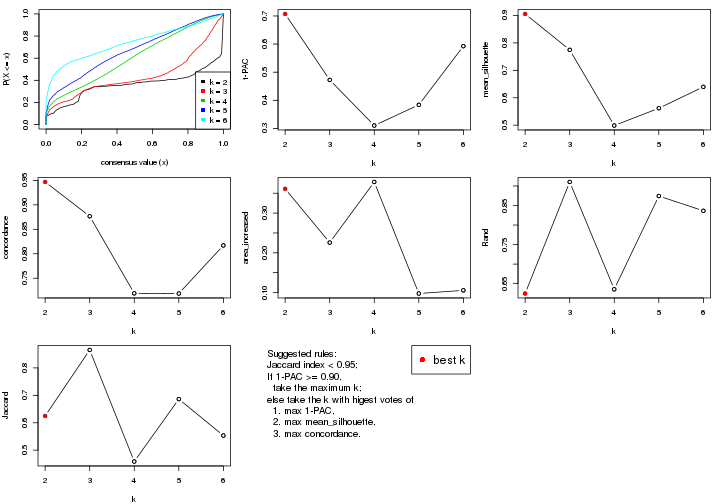 P(X <= x)
0.0 0.2 0.4 0.6 0.8 1.0
k = 2
k = 3
k = 4
k = 5
k = 6
0.0 0.2 0.4 0.6 0.8 1.0
consensus value (x)
1-PAC
0.3 0.4 0.5 0.6 0.7
2 3 4 5 6
k
mean_silhouette
0.5 0.6 0.7 0.8 0.9
2 3 4 5 6
k
concordance
0.75 0.80 0.85 0.90 0.95
2 3 4 5 6
k
area_increased
0.10 0.20 0.30
2 3 4 5 6
k
Rand
0.65 0.75 0.85
2 3 4 5 6
k
Jaccard
0.5 0.6 0.7 0.8
2 3 4 5 6
k
Suggested rules:
Jaccard index < 0.95;
If 1-PAC >= 0.90,
take the maximum k;
else take the k with higest votes of
1. max 1-PAC,
2. max mean_silhouette,
3. max concordance.
best k